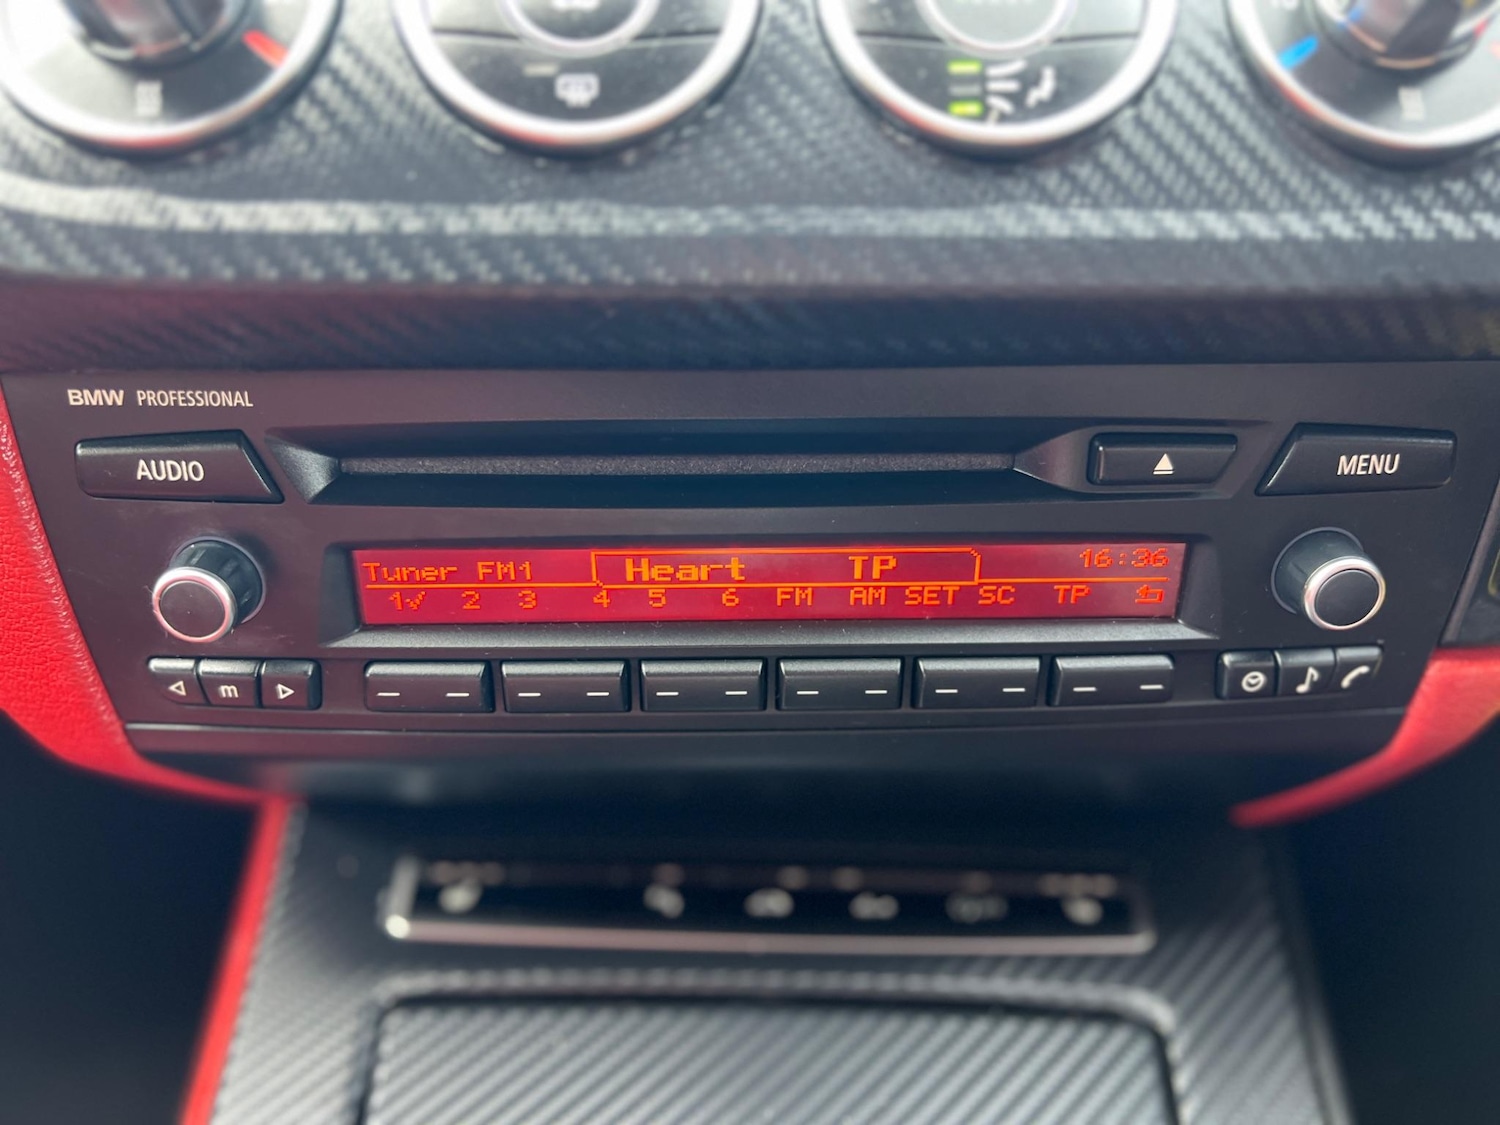 BMW PROFESSIONAL
AUDIO
MENU
Tuner FM1 Heart TP 16:36
1✓ 2 3 4 5 6 FM AM SET SC TP
m